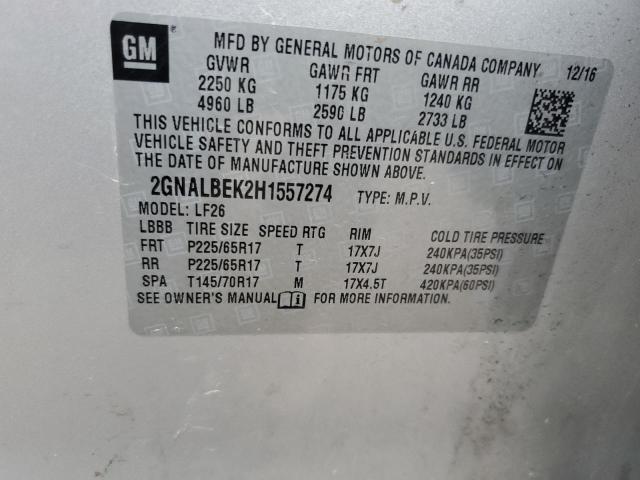 GM
MFD BY GENERAL MOTORS OF CANADA COMPANY 12/16
GVWR GAWR FRT GAWR RR
2250 KG 1175 KG 1240 KG
4960 LB 2590 LB 2733 LB
THIS VEHICLE CONFORMS TO ALL APPLICABLE U.S. FEDERAL MOTOR
VEHICLE SAFETY AND THEFT PREVENTION STANDARDS IN EFFECT ON
THE DATE OF MANUFACTURE SHOWN ABOVE.
2GNALBEK2H1557274 TYPE: M.P.V.
MODEL: LF26
LBBB TIRE SIZE SPEED RTG RIM COLD TIRE PRESSURE
FRT P225/65R17 T 17X7J 240KPA(35PSI)
RR P225/65R17 T 17X7J 240KPA(35PSI)
SPA T145/70R17 M 17X4.5T 420KPA(60PSI)
SEE OWNER'S MANUAL i FOR MORE INFORMATION.